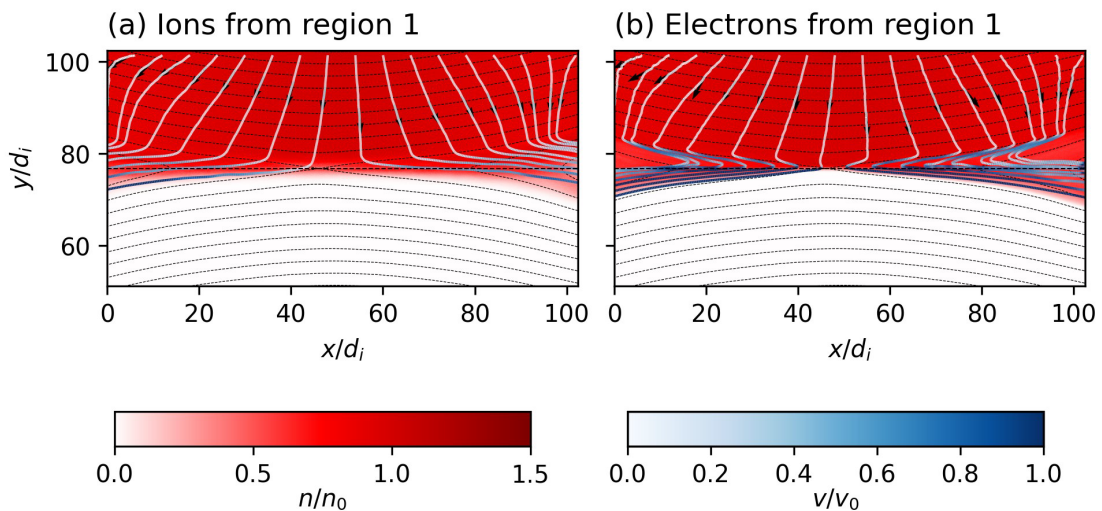 (a) Ions from region 1
(b) Electrons from region 1
100
80
60
y/d_i
0 20 40 60 80 100
0 20 40 60 80 100
x/d_i
x/d_i
0.0 0.5 1.0 1.5
0.0 0.2 0.4 0.6 0.8 1.0
n/n_0
v/v_0